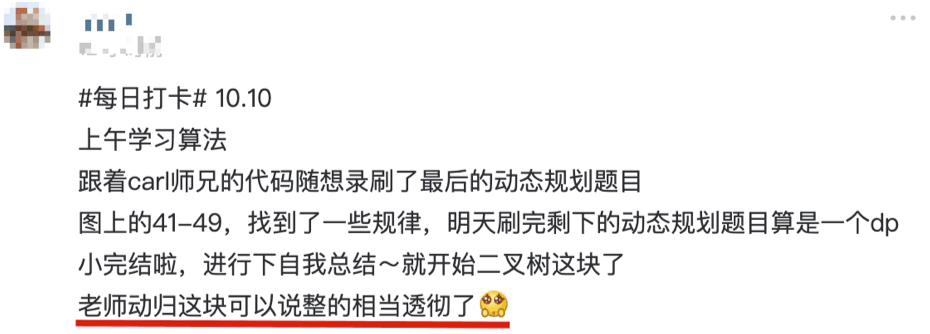 #每日打卡# 10.10
上午学习算法
跟着carl师兄的代码随想录刷了最后的动态规划题目
图上的41-49，找到了一些规律，明天刷完剩下的动态规划题目算是一个dp
小完结啦，进行下自我总结～就开始二叉树这块了
老师动归这块可以说整的相当透彻了🥺